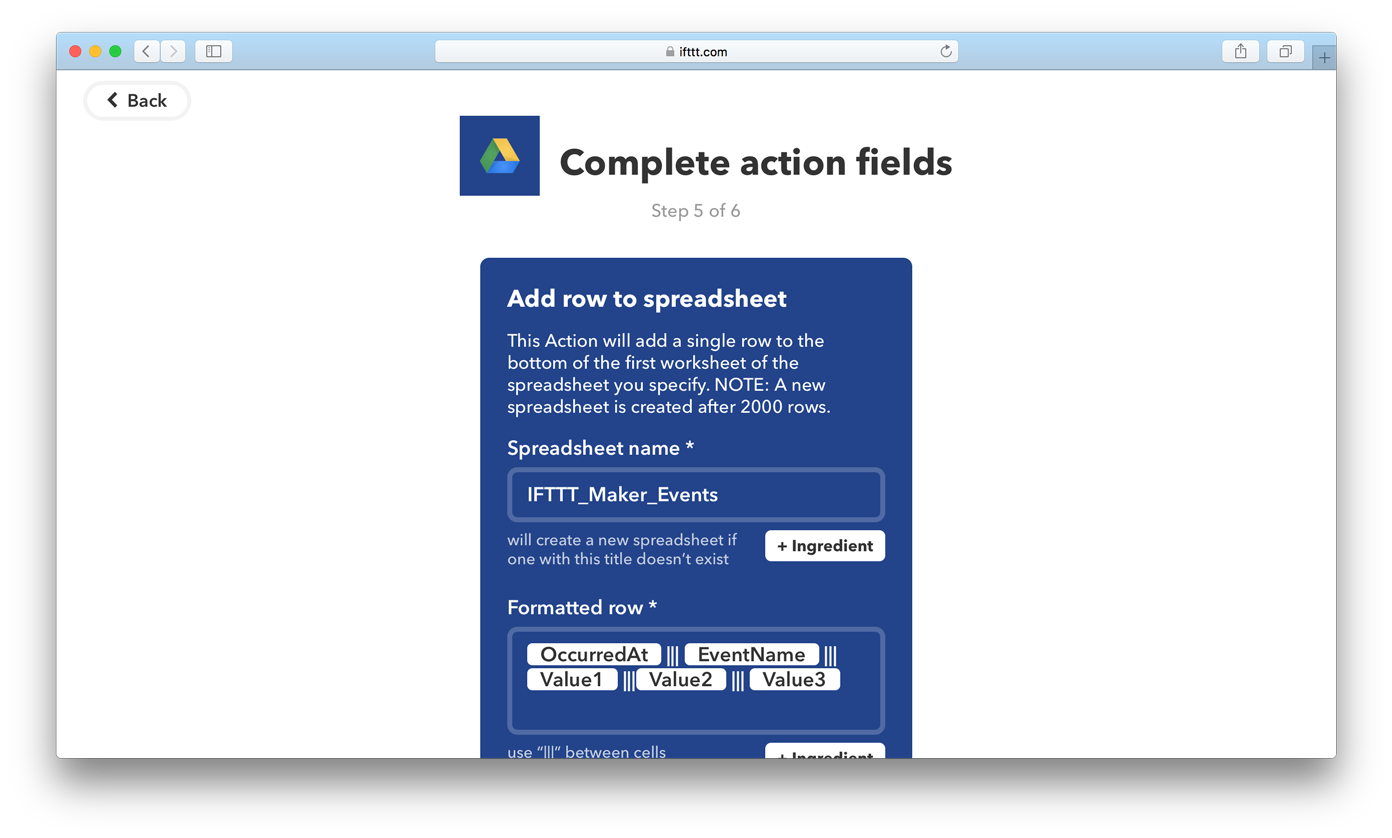 ifttt.com
Back
Complete action fields
Step 5 of 6
Add row to spreadsheet
This Action will add a single row to the
bottom of the first worksheet of the
spreadsheet you specify. NOTE: A new
spreadsheet is created after 2000 rows.
Spreadsheet name *
IFTTT_Maker_Events
will create a new spreadsheet if
one with this title doesn’t exist
+ Ingredient
Formatted row *
OccurredAt ||| EventName |||
Value1 ||| Value2 ||| Value3
use “|||” between cells
+ Ingredient